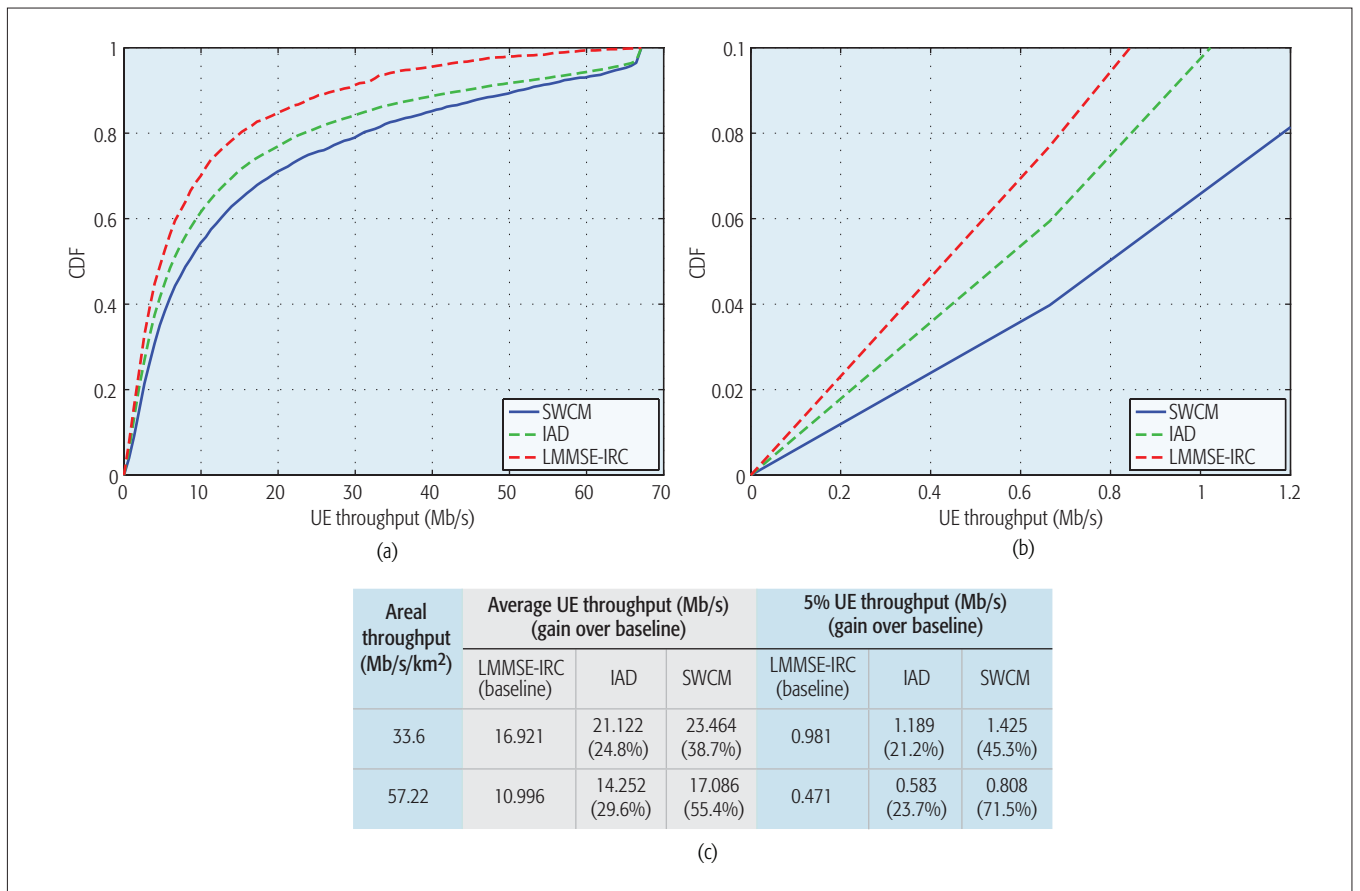 1
0.8
0.6
0.4
0.2
0
CDF
0 10 20 30 40 50 60 70
UE throughput (Mb/s)
SWCM
IAD
LMMSE-IRC
(a)
0.1
0.08
0.06
0.04
0.02
0
CDF
0 0.2 0.4 0.6 0.8 1 1.2
UE throughput (Mb/s)
SWCM
IAD
LMMSE-IRC
(b)
Areal
throughput
(Mb/s/km²)
Average UE throughput (Mb/s)
(gain over baseline)
5% UE throughput (Mb/s)
(gain over baseline)
LMMSE-IRC
(baseline)
IAD
SWCM
LMMSE-IRC
(baseline)
IAD
SWCM
33.6
16.921
21.122
(24.8%)
23.464
(38.7%)
0.981
1.189
(21.2%)
1.425
(45.3%)
57.22
10.996
14.252
(29.6%)
17.086
(55.4%)
0.471
0.583
(23.7%)
0.808
(71.5%)
(c)